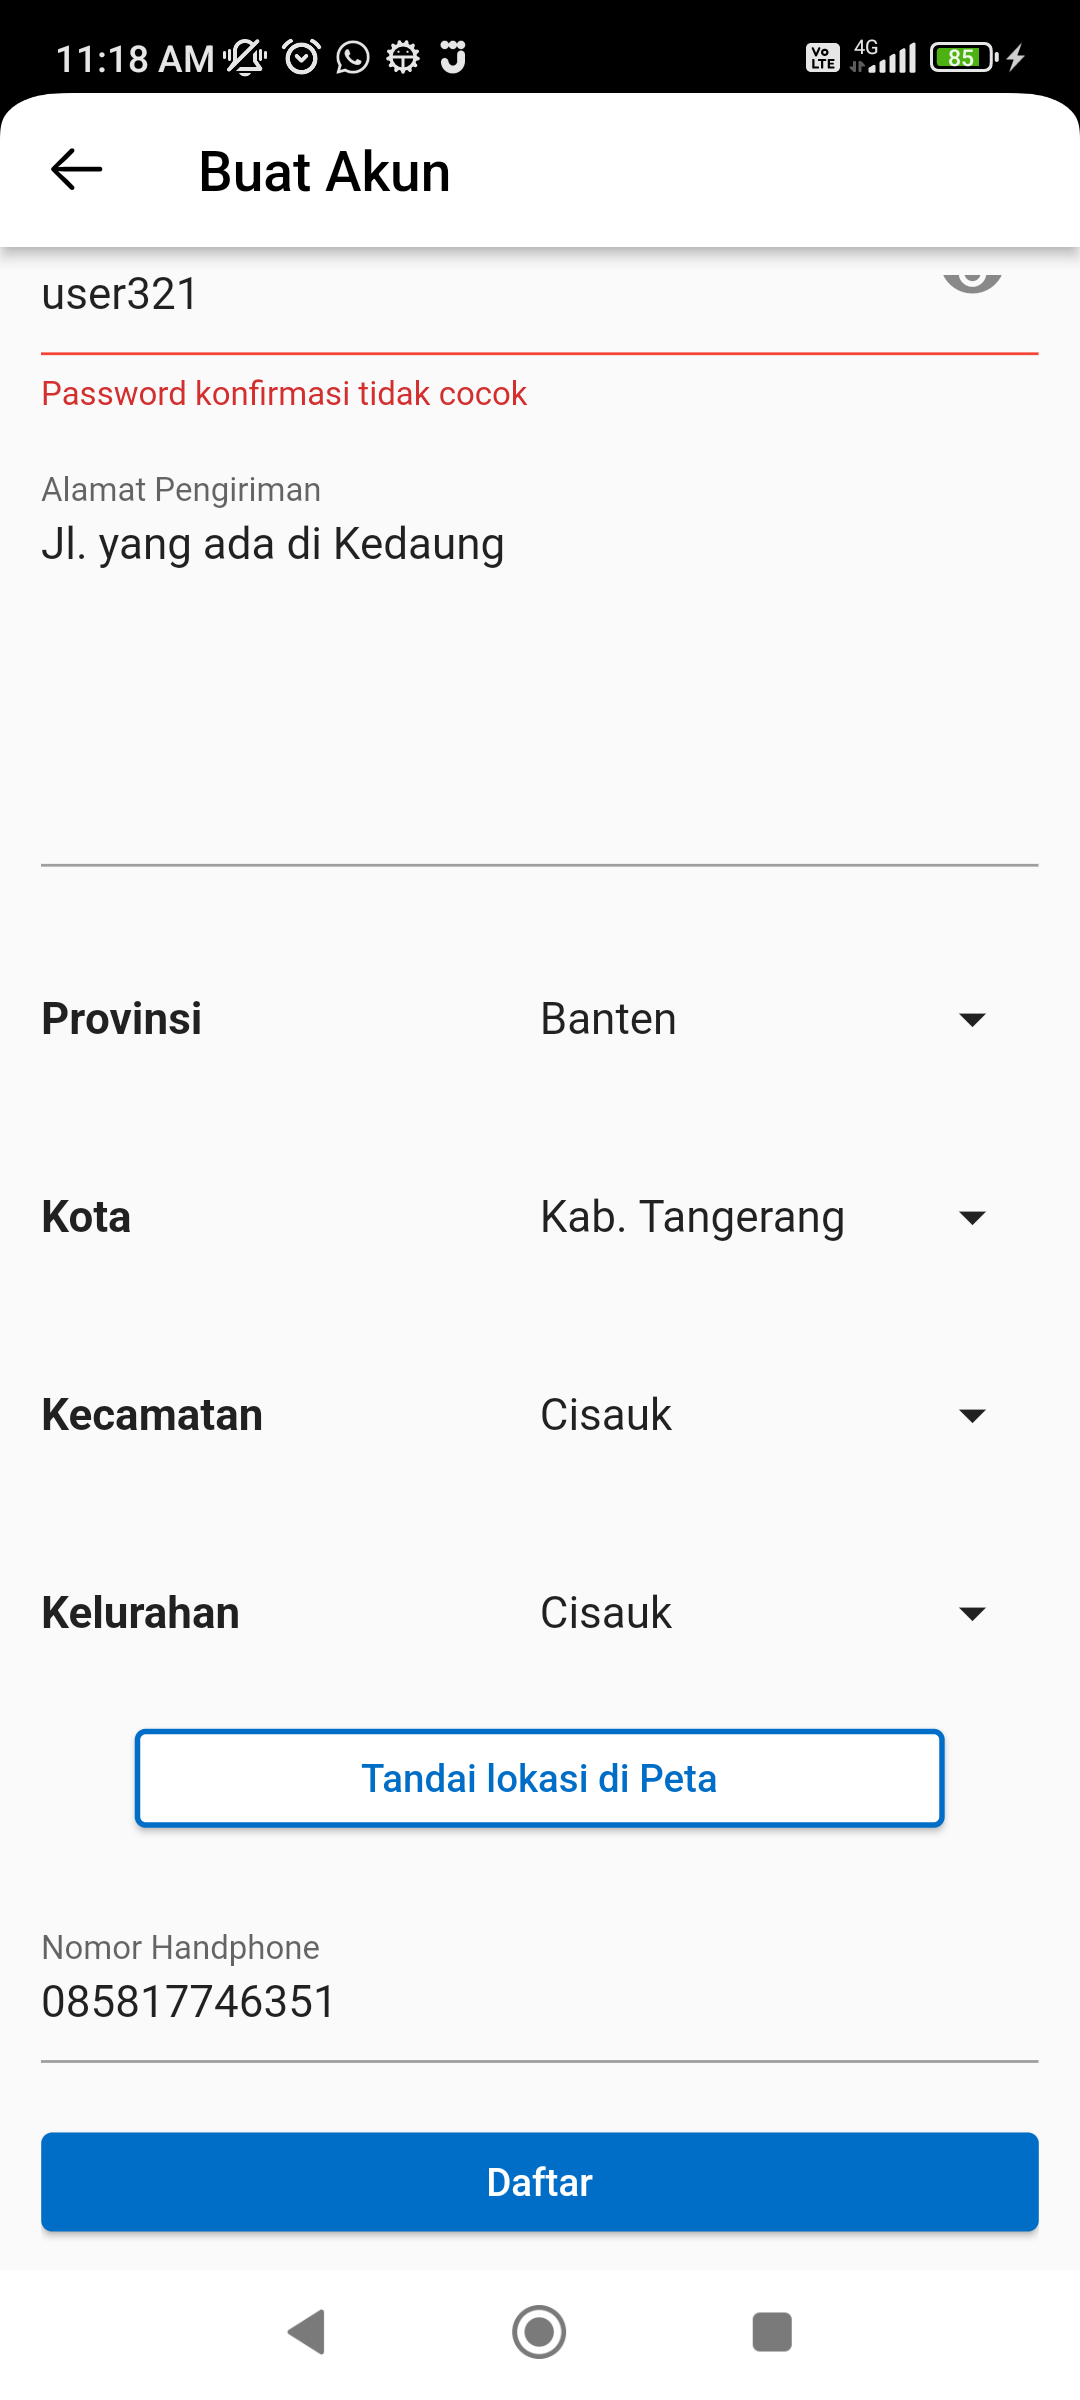 11:18 AM
Vo LTE 4G 85
Buat Akun
user321
Password konfirmasi tidak cocok
Alamat Pengiriman
Jl. yang ada di Kedaung
Provinsi Banten
Kota Kab. Tangerang
Kecamatan Cisauk
Kelurahan Cisauk
Tandai lokasi di Peta
Nomor Handphone
085817746351
Daftar